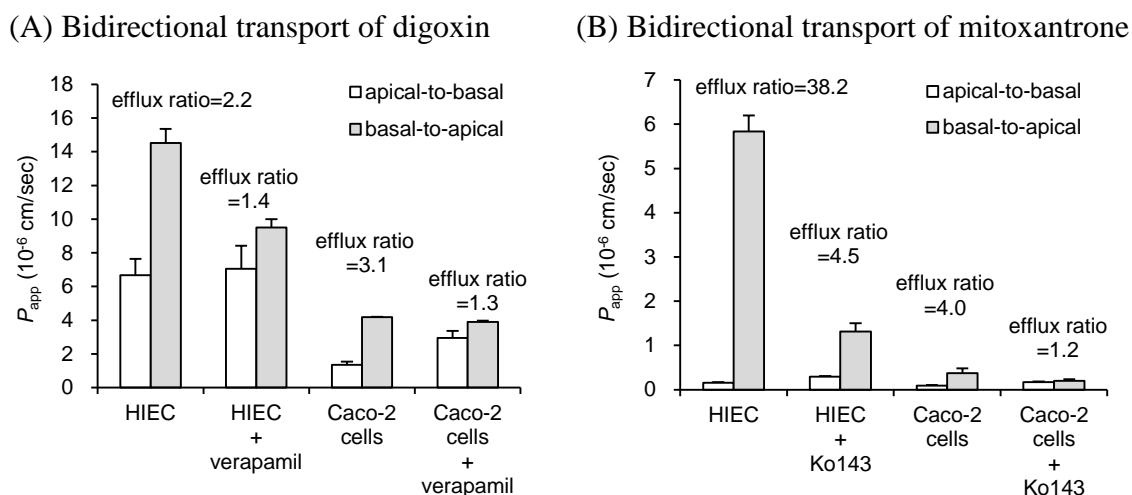 (A) Bidirectional transport of digoxin
18
16
14
12
10
8
6
4
2
0
P_app (10⁻⁶ cm/sec)
efflux ratio=2.2
apical-to-basal
basal-to-apical
efflux ratio
=1.4
efflux ratio
=3.1
efflux ratio
=1.3
HIEC
HIEC
+
verapamil
Caco-2
cells
Caco-2
cells
+
verapamil
(B) Bidirectional transport of mitoxantrone
7
6
5
4
3
2
1
0
P_app (10⁻⁶ cm/sec)
efflux ratio=38.2
apical-to-basal
basal-to-apical
efflux ratio
=4.5
efflux ratio
=4.0
efflux ratio
=1.2
HIEC
HIEC
+
Ko143
Caco-2
cells
Caco-2
cells
+
Ko143